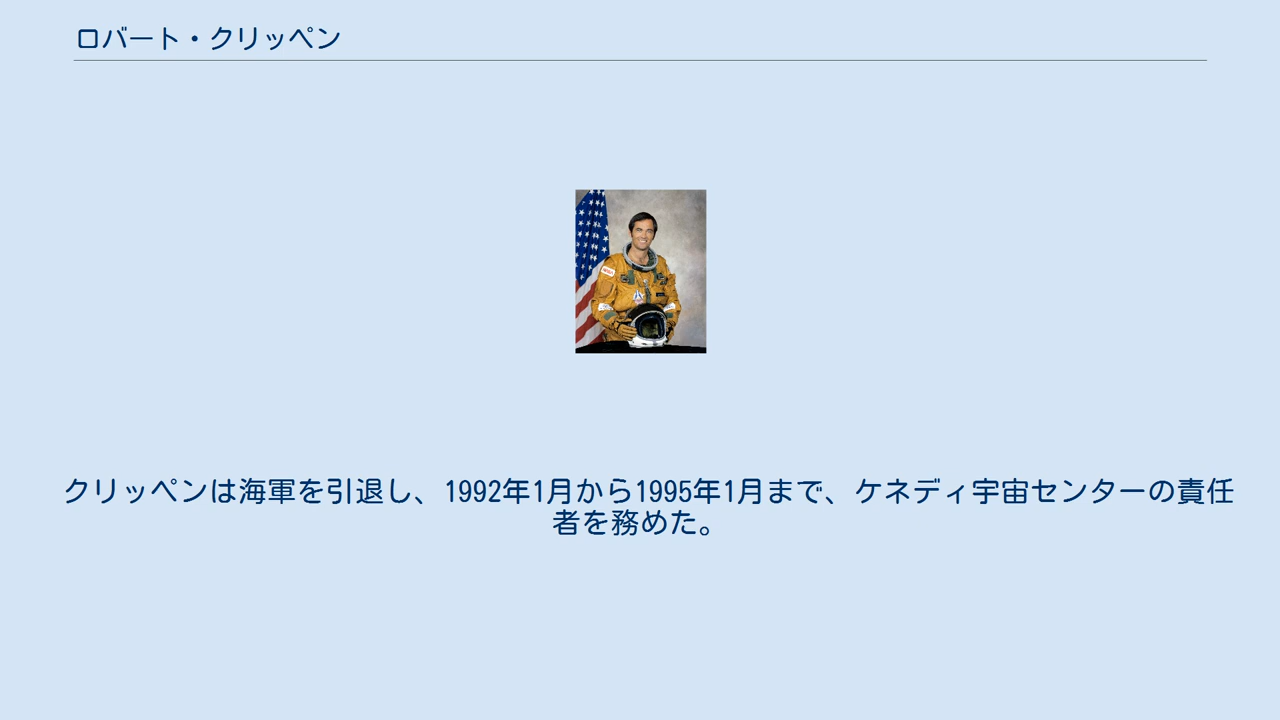 ロバート・クリッペン
クリッペンは海軍を引退し、1992年1月から1995年1月まで、ケネディ宇宙センターの責任
者を務めた。